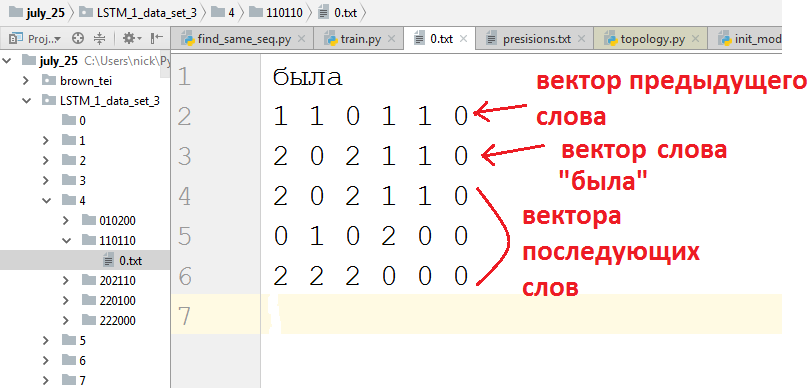 july_25 LSTM_1_data_set_3 4 110110 0.txt
Proj.. find_same_seq.py train.py 0.txt presisions.txt topology.py init_mod
july_25 C:\Users\nick\Py
brown_tei
LSTM_1_data_set_3
0
1
2
3
4
010200
110110
0.txt
202110
220100
222000
5
6
7
1 была
2 1 1 0 1 1 0
3 2 0 2 1 1 0
4 2 0 2 1 1 0
5 0 1 0 2 0 0
6 2 2 2 0 0 0
7
вектор предыдущего
слова
вектор слова
"была"
вектора
последующих
слов